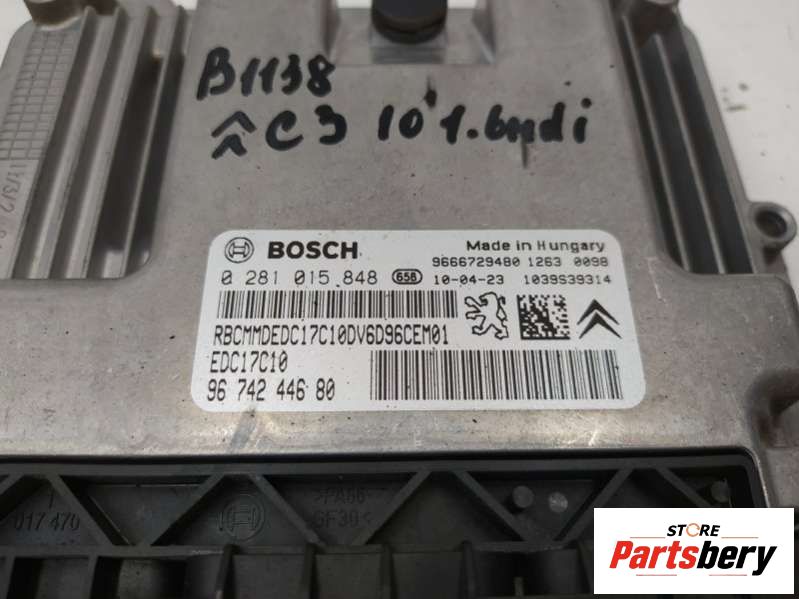 B1138
C3 10' 1.6hdi
BOSCH Made in Hungary
9666729480 1263 0098
0 281 015 848 658 10-04-23 1039S39314
RBCMMDEDC17C10DV6D96CEM01
EDC17C10
96 742 446 80
017 470
>PA66
GF30<
STORE
Partsbery